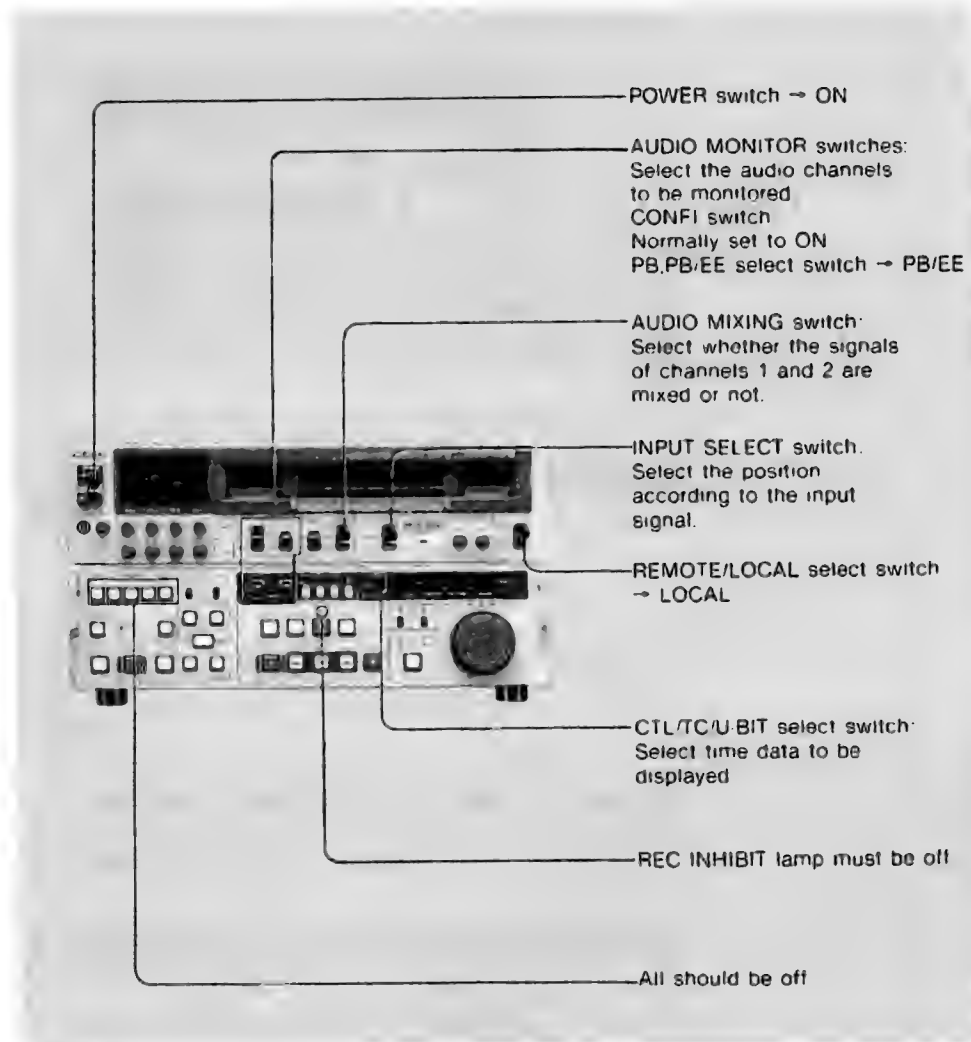 POWER switch → ON
AUDIO MONITOR switches:
Select the audio channels
to be monitored
CONFI switch
Normally set to ON
PB,PB/EE select switch → PB/EE
AUDIO MIXING switch:
Select whether the signals
of channels 1 and 2 are
mixed or not.
INPUT SELECT switch.
Select the position
according to the input
signal.
REMOTE/LOCAL select switch
→ LOCAL
CTL/TC/U-BIT select switch:
Select time data to be
displayed
REC INHIBIT lamp must be off
All should be off